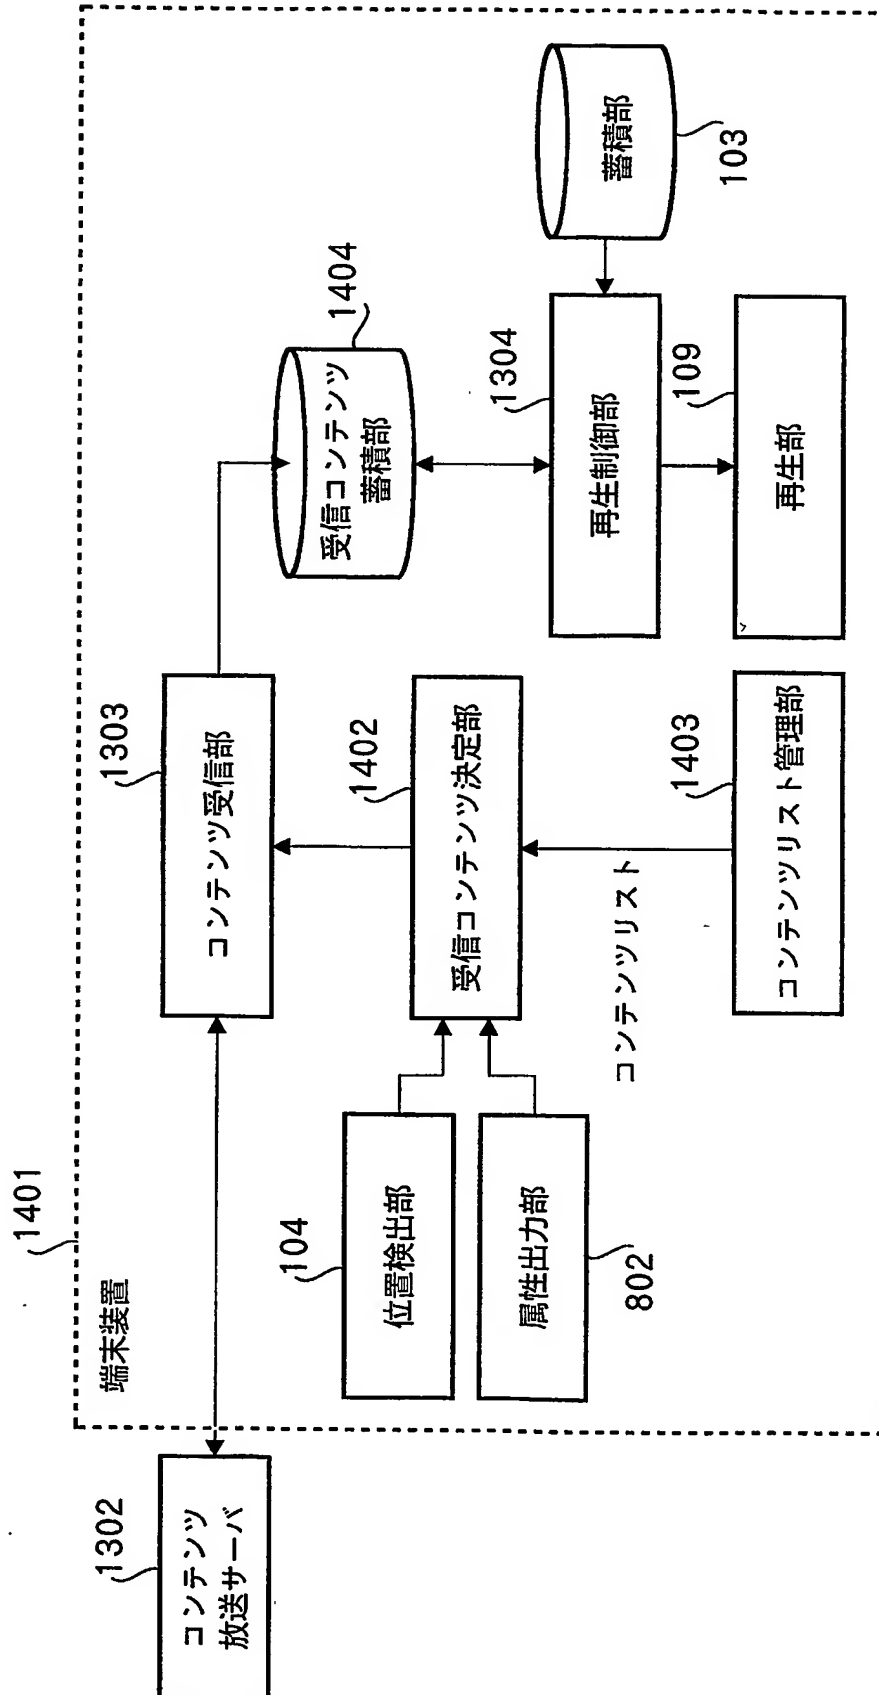 1401
端末装置
1302
コンテンツ
放送サーバ
1303
コンテンツ受信部
1404
受信コンテンツ
蓄積部
104
位置検出部
802
属性出力部
1402
受信コンテンツ決定部
1304
再生制御部
103
蓄積部
コンテンツリスト
1403
コンテンツリスト管理部
109
再生部